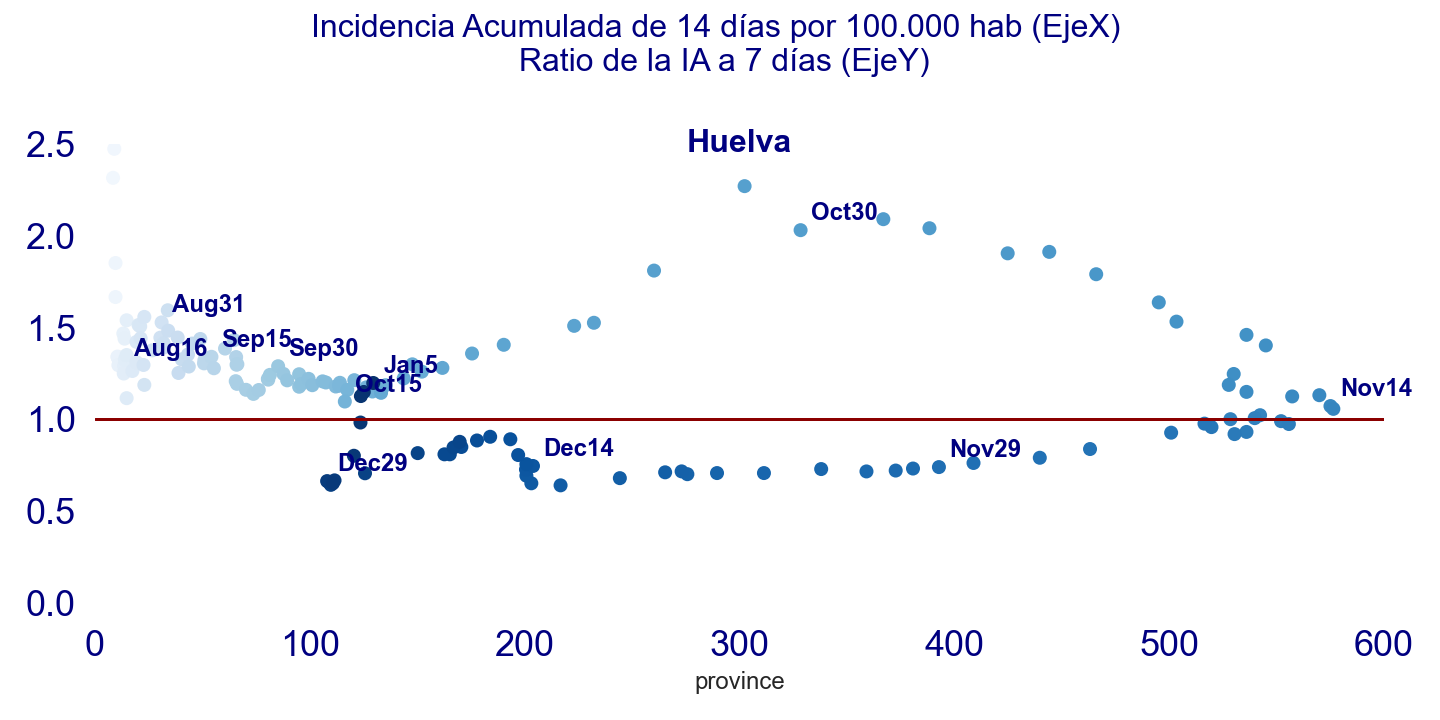 Incidencia Acumulada de 14 días por 100.000 hab (EjeX)
Ratio de la IA a 7 días (EjeY)
Huelva
2.5
2.0
1.5
1.0
0.5
0.0
Oct30
Aug31
Sep15
Sep30
Aug16
Jan5
Oct15
Nov14
Dec14
Nov29
Dec29
0 100 200 300 400 500 600
province